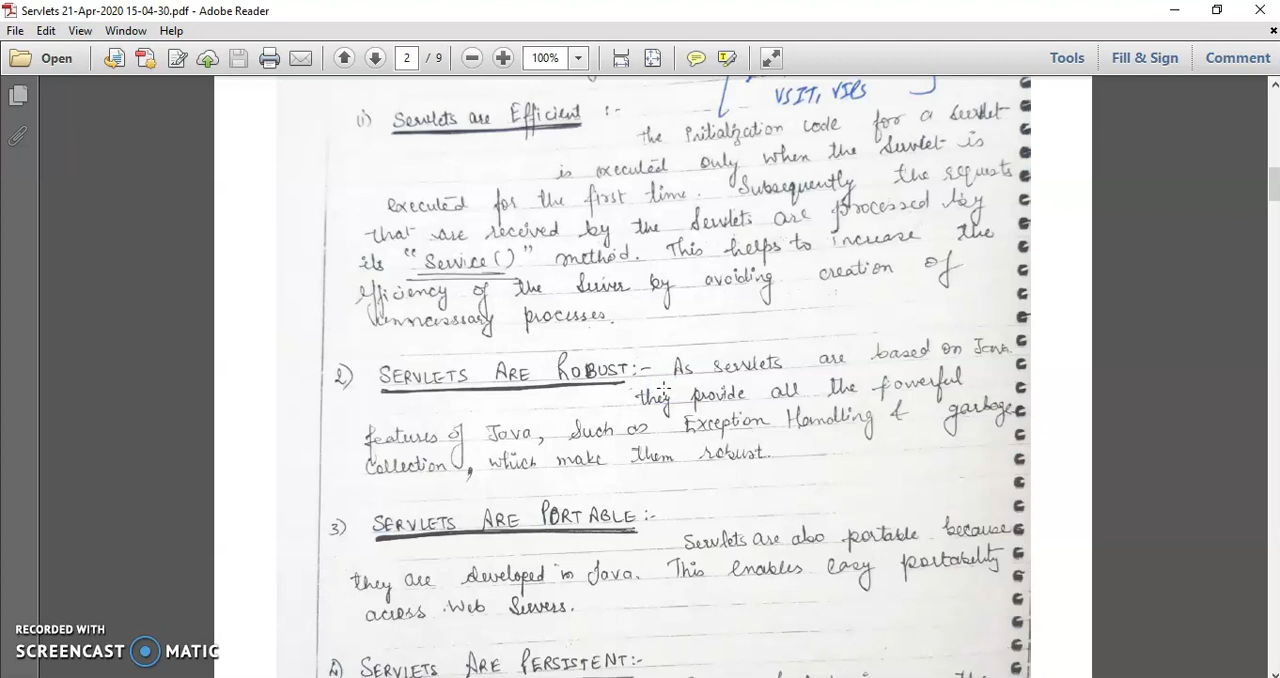 Servlets 21-Apr-2020 15-04-30.pdf - Adobe Reader
File Edit View Window Help
Open 2 / 9 100% Tools Fill & Sign Comment
VSIT, VIPS
(1) Servlets are Efficient :-
the Initialization code for a servlet
is executed only when the servlet is
executed for the first time. Subsequently the requests
that are received by the Servlets are processed by
its "Service()" method. This helps to increase the
efficiency of the Server by avoiding creation of
unnecessary processes.
2) SERVLETS ARE ROBUST:- As servlets are based on Java
they provide all the powerful
features of Java, such as Exception Handling & garbage
collection, which make them robust.
3) SERVLETS ARE PORTABLE:-
Servlets are also portable because
they are developed in Java. This enables easy portability
across Web Servers.
4) SERVLETS ARE PERSISTENT:-
RECORDED WITH
SCREENCAST MATIC